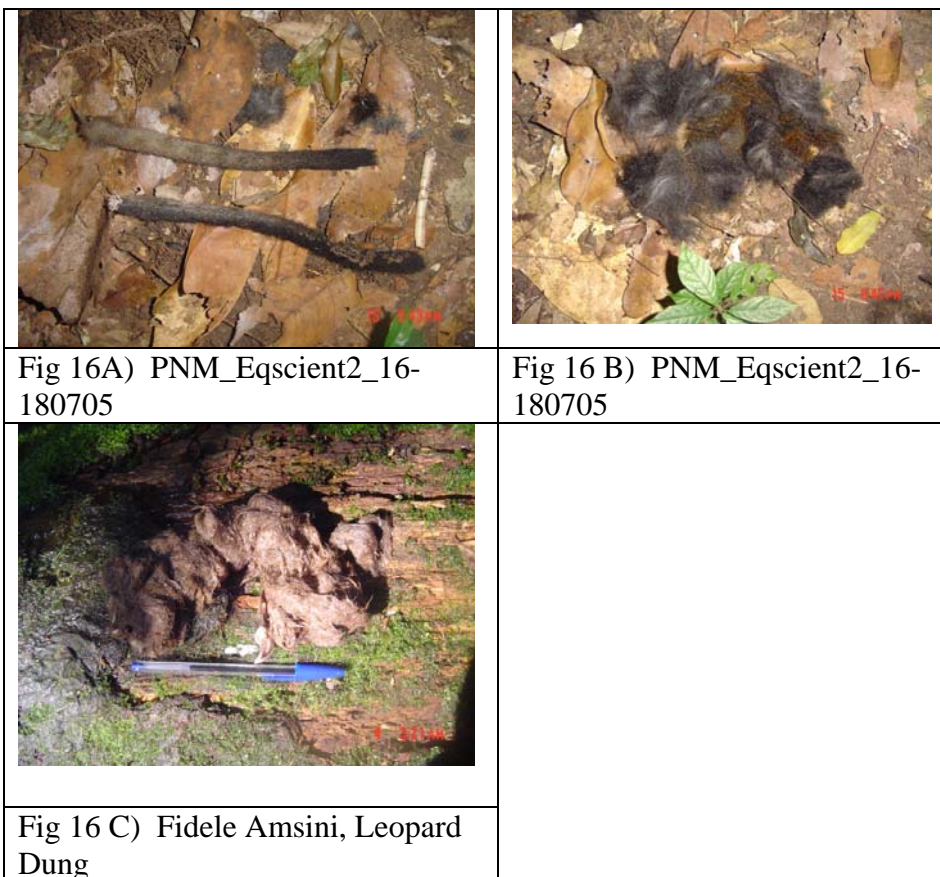 Fig 16A) PNM_Eqscient2_16-
180705
Fig 16 B) PNM_Eqscient2_16-
180705
Fig 16 C) Fidele Amsini, Leopard
Dung